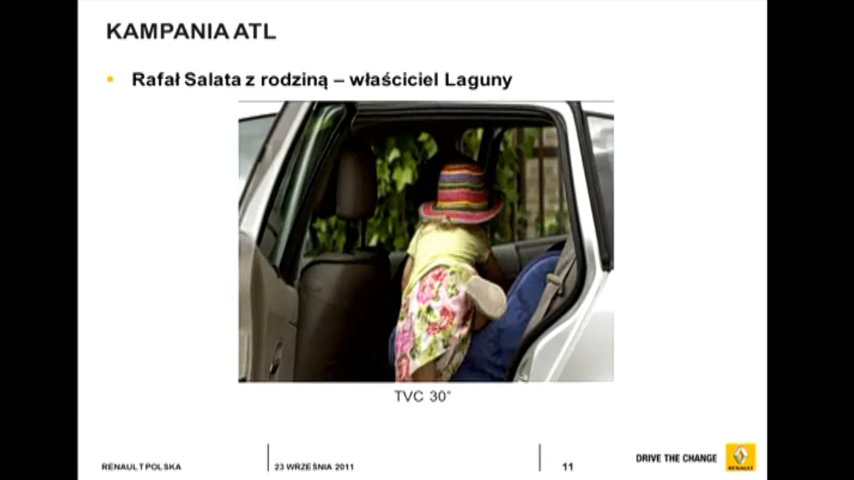 KAMPANIA ATL
Rafał Salata z rodziną – właściciel Laguny
TVC 30"
RENAULT POLSKA
23 WRZEŚNIA 2011
11
DRIVE THE CHANGE
RENAULT